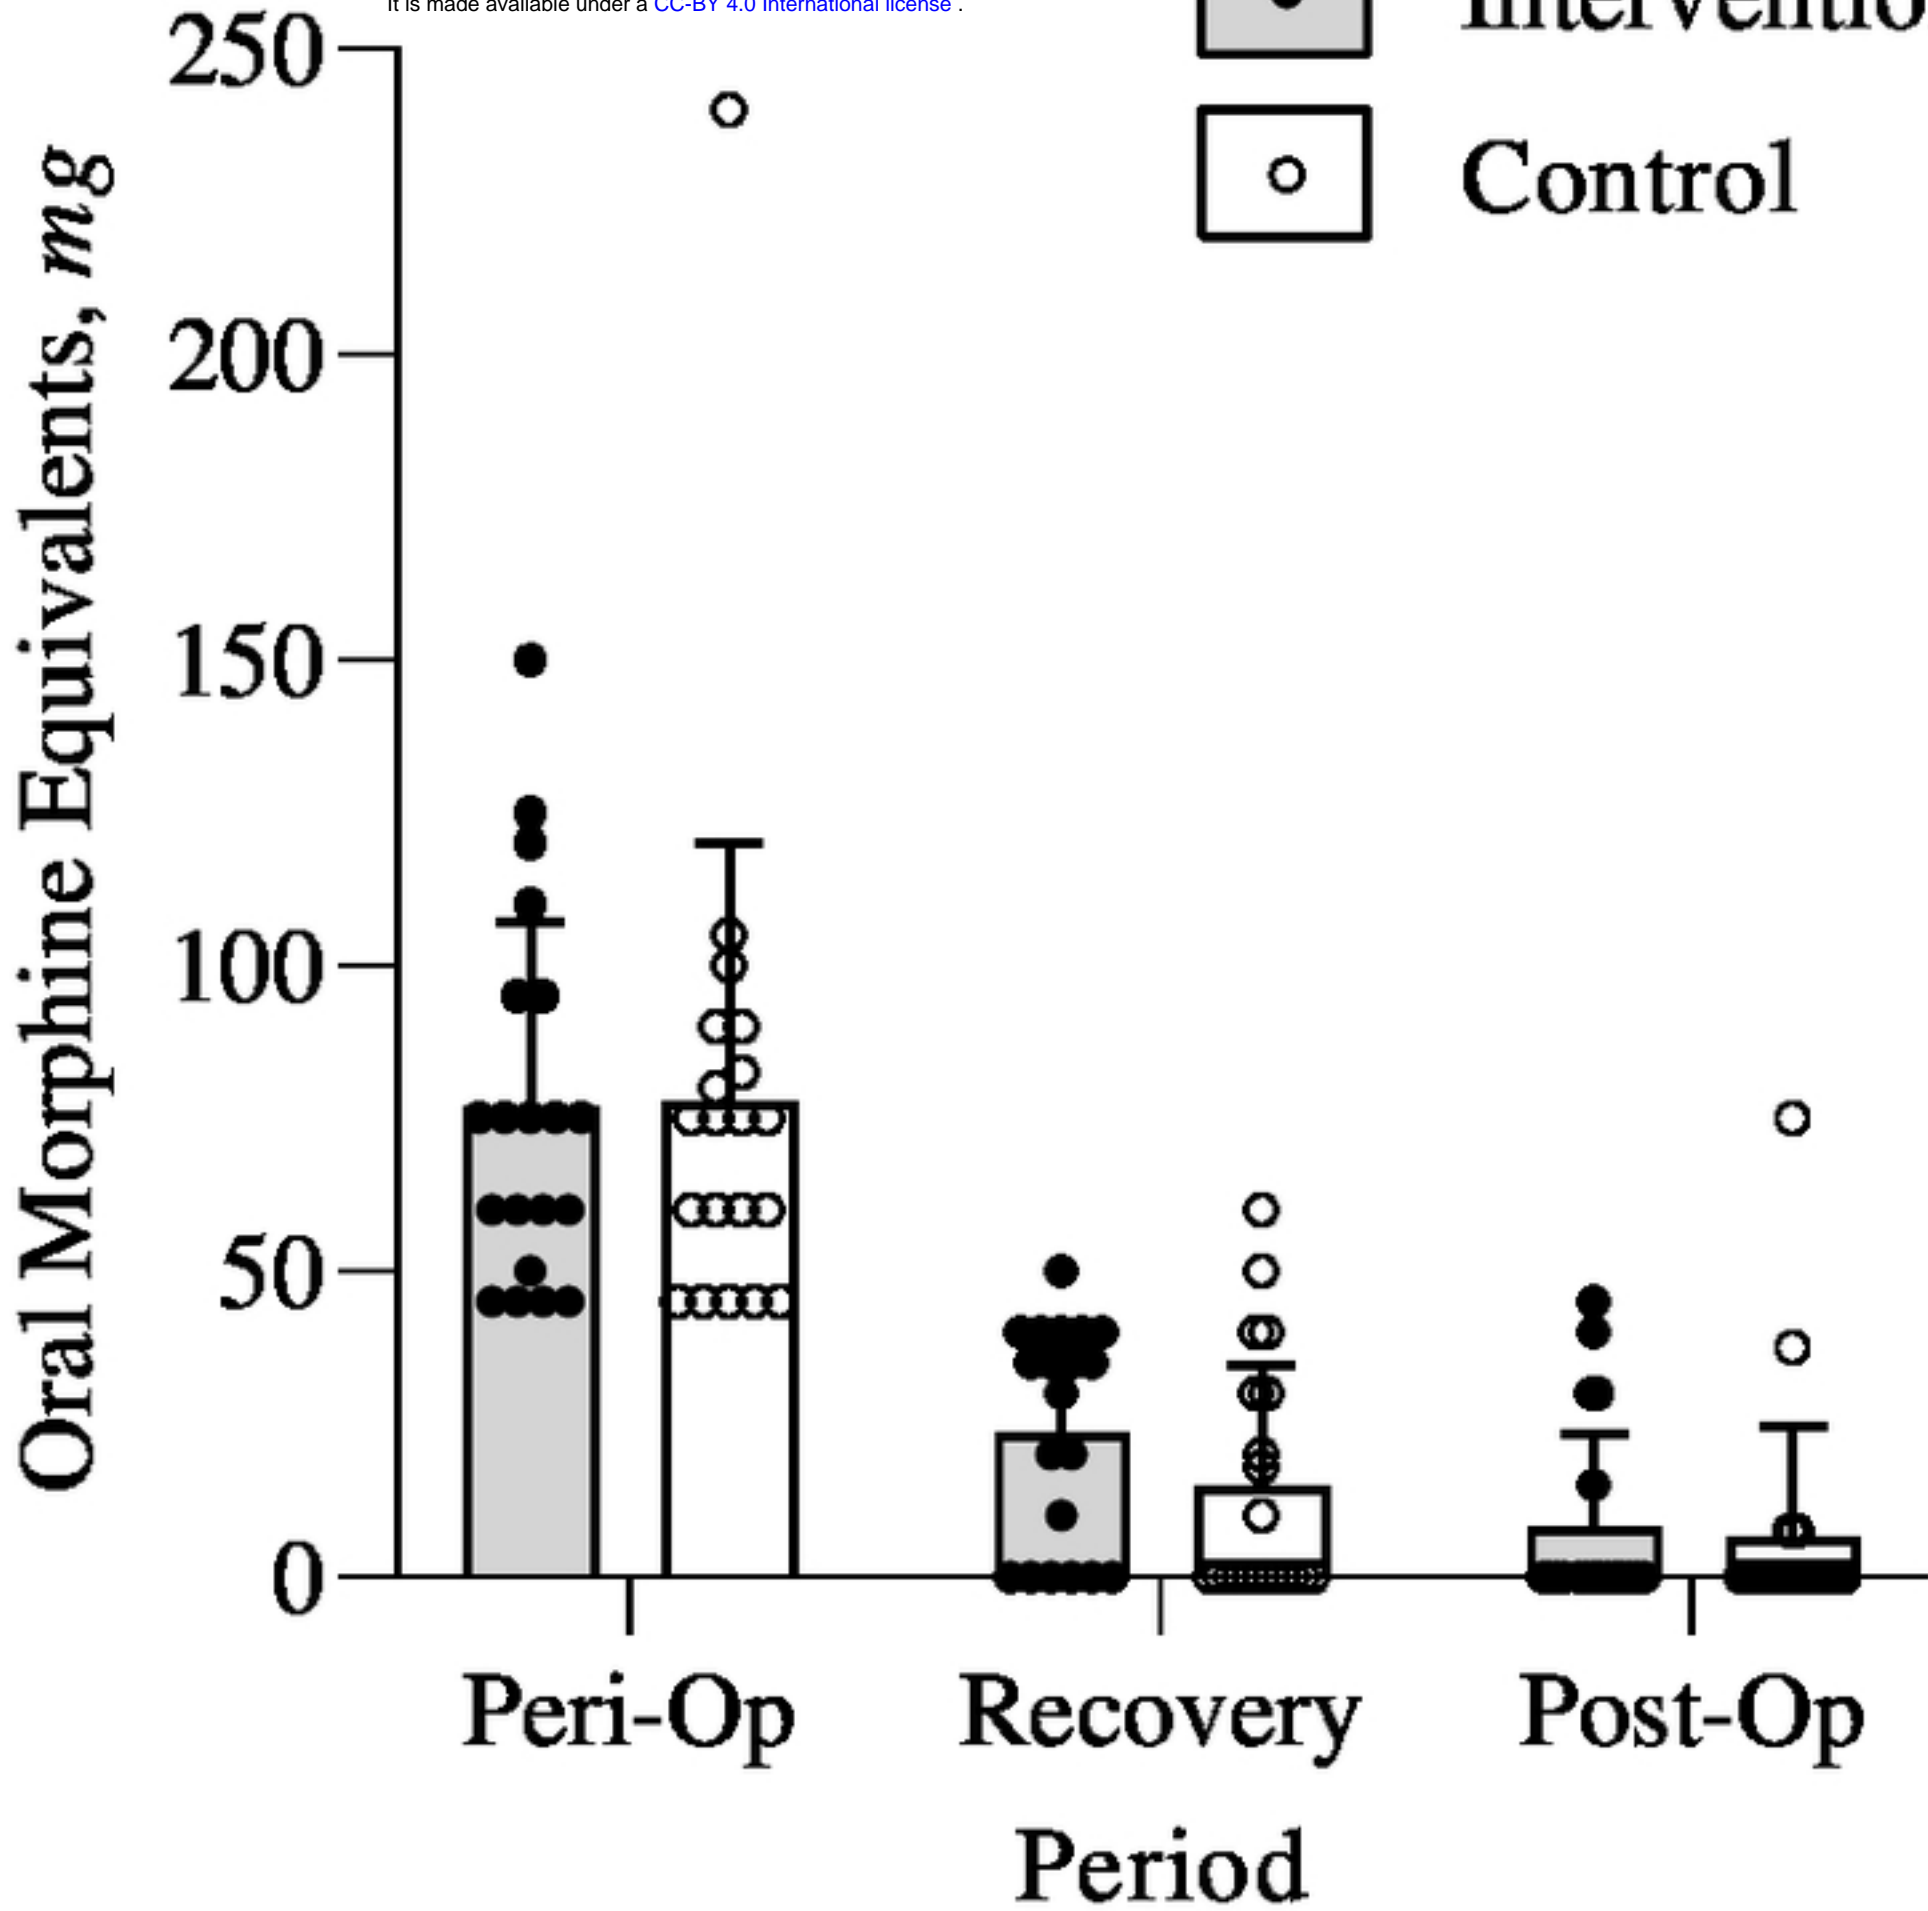 It is made available under a CC-BY 4.0 International license .
Interventio
Control
Oral Morphine Equivalents, mg
250
200
150
100
50
0
Peri-Op Recovery Post-Op
Period